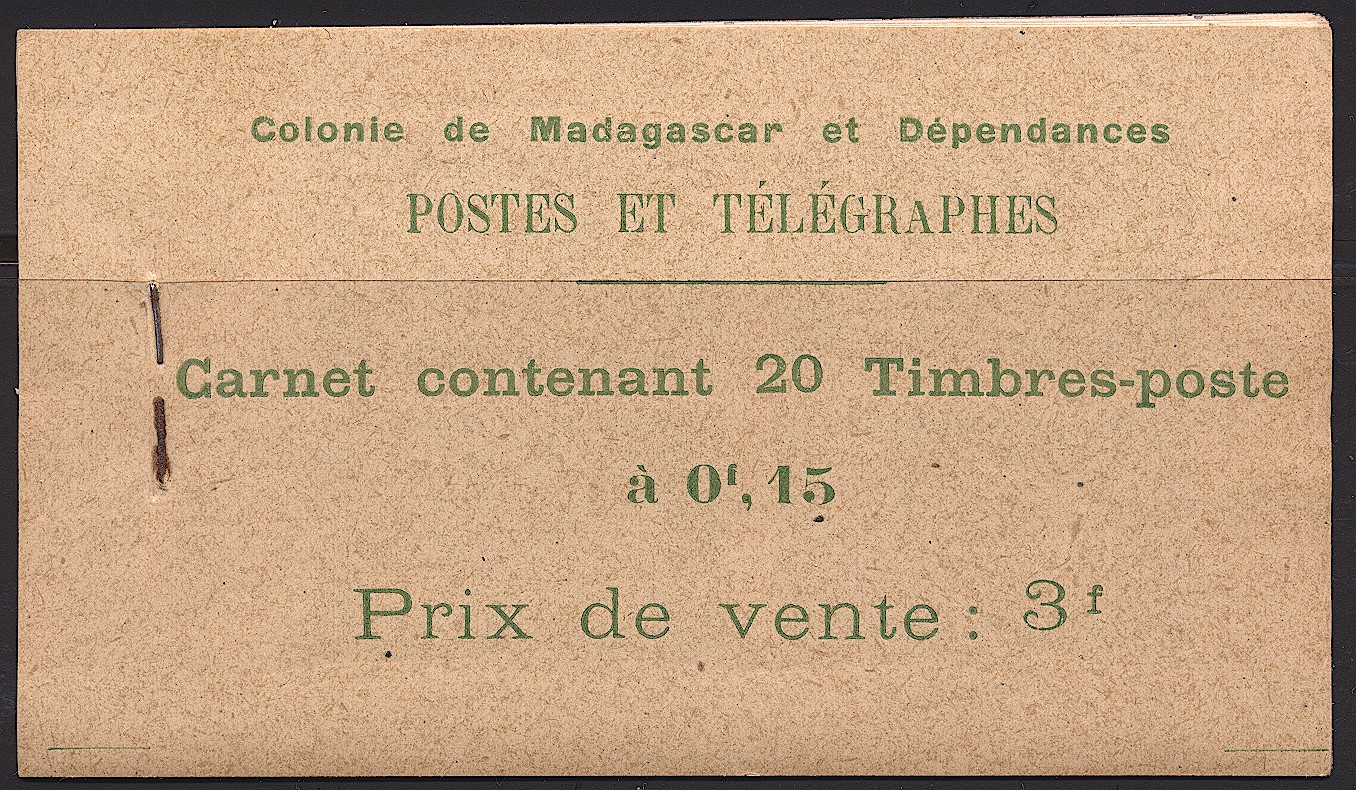 Colonie de Madagascar et Dépendances
POSTES ET TÉLÉGRAPHES
Carnet contenant 20 Timbres-poste
à 0f, 15
Prix de vente : 3f